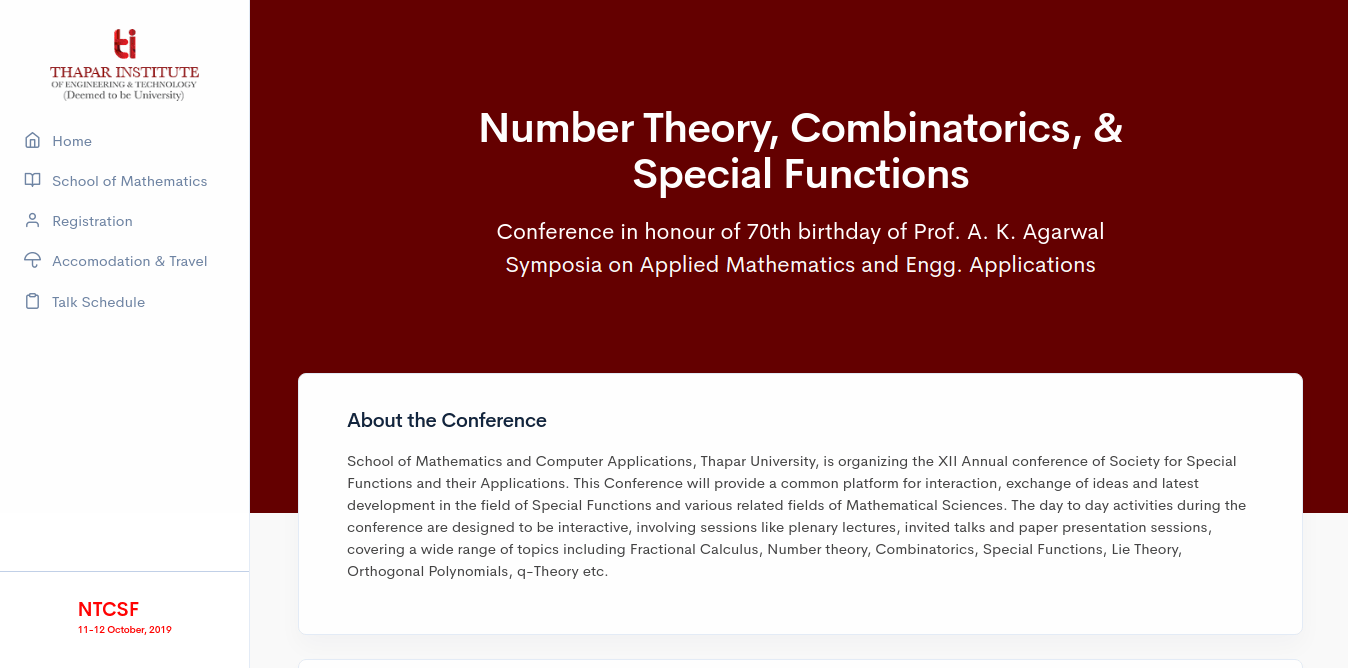 ti
THAPAR INSTITUTE
OF ENGINEERING & TECHNOLOGY
(Deemed to be University)
Home
School of Mathematics
Registration
Accomodation & Travel
Talk Schedule
NTCSF
11-12 October, 2019
Number Theory, Combinatorics, &
Special Functions
Conference in honour of 70th birthday of Prof. A. K. Agarwal
Symposia on Applied Mathematics and Engg. Applications
About the Conference
School of Mathematics and Computer Applications, Thapar University, is organizing the XII Annual conference of Society for Special
Functions and their Applications. This Conference will provide a common platform for interaction, exchange of ideas and latest
development in the field of Special Functions and various related fields of Mathematical Sciences. The day to day activities during the
conference are designed to be interactive, involving sessions like plenary lectures, invited talks and paper presentation sessions,
covering a wide range of topics including Fractional Calculus, Number theory, Combinatorics, Special Functions, Lie Theory,
Orthogonal Polynomials, q-Theory etc.